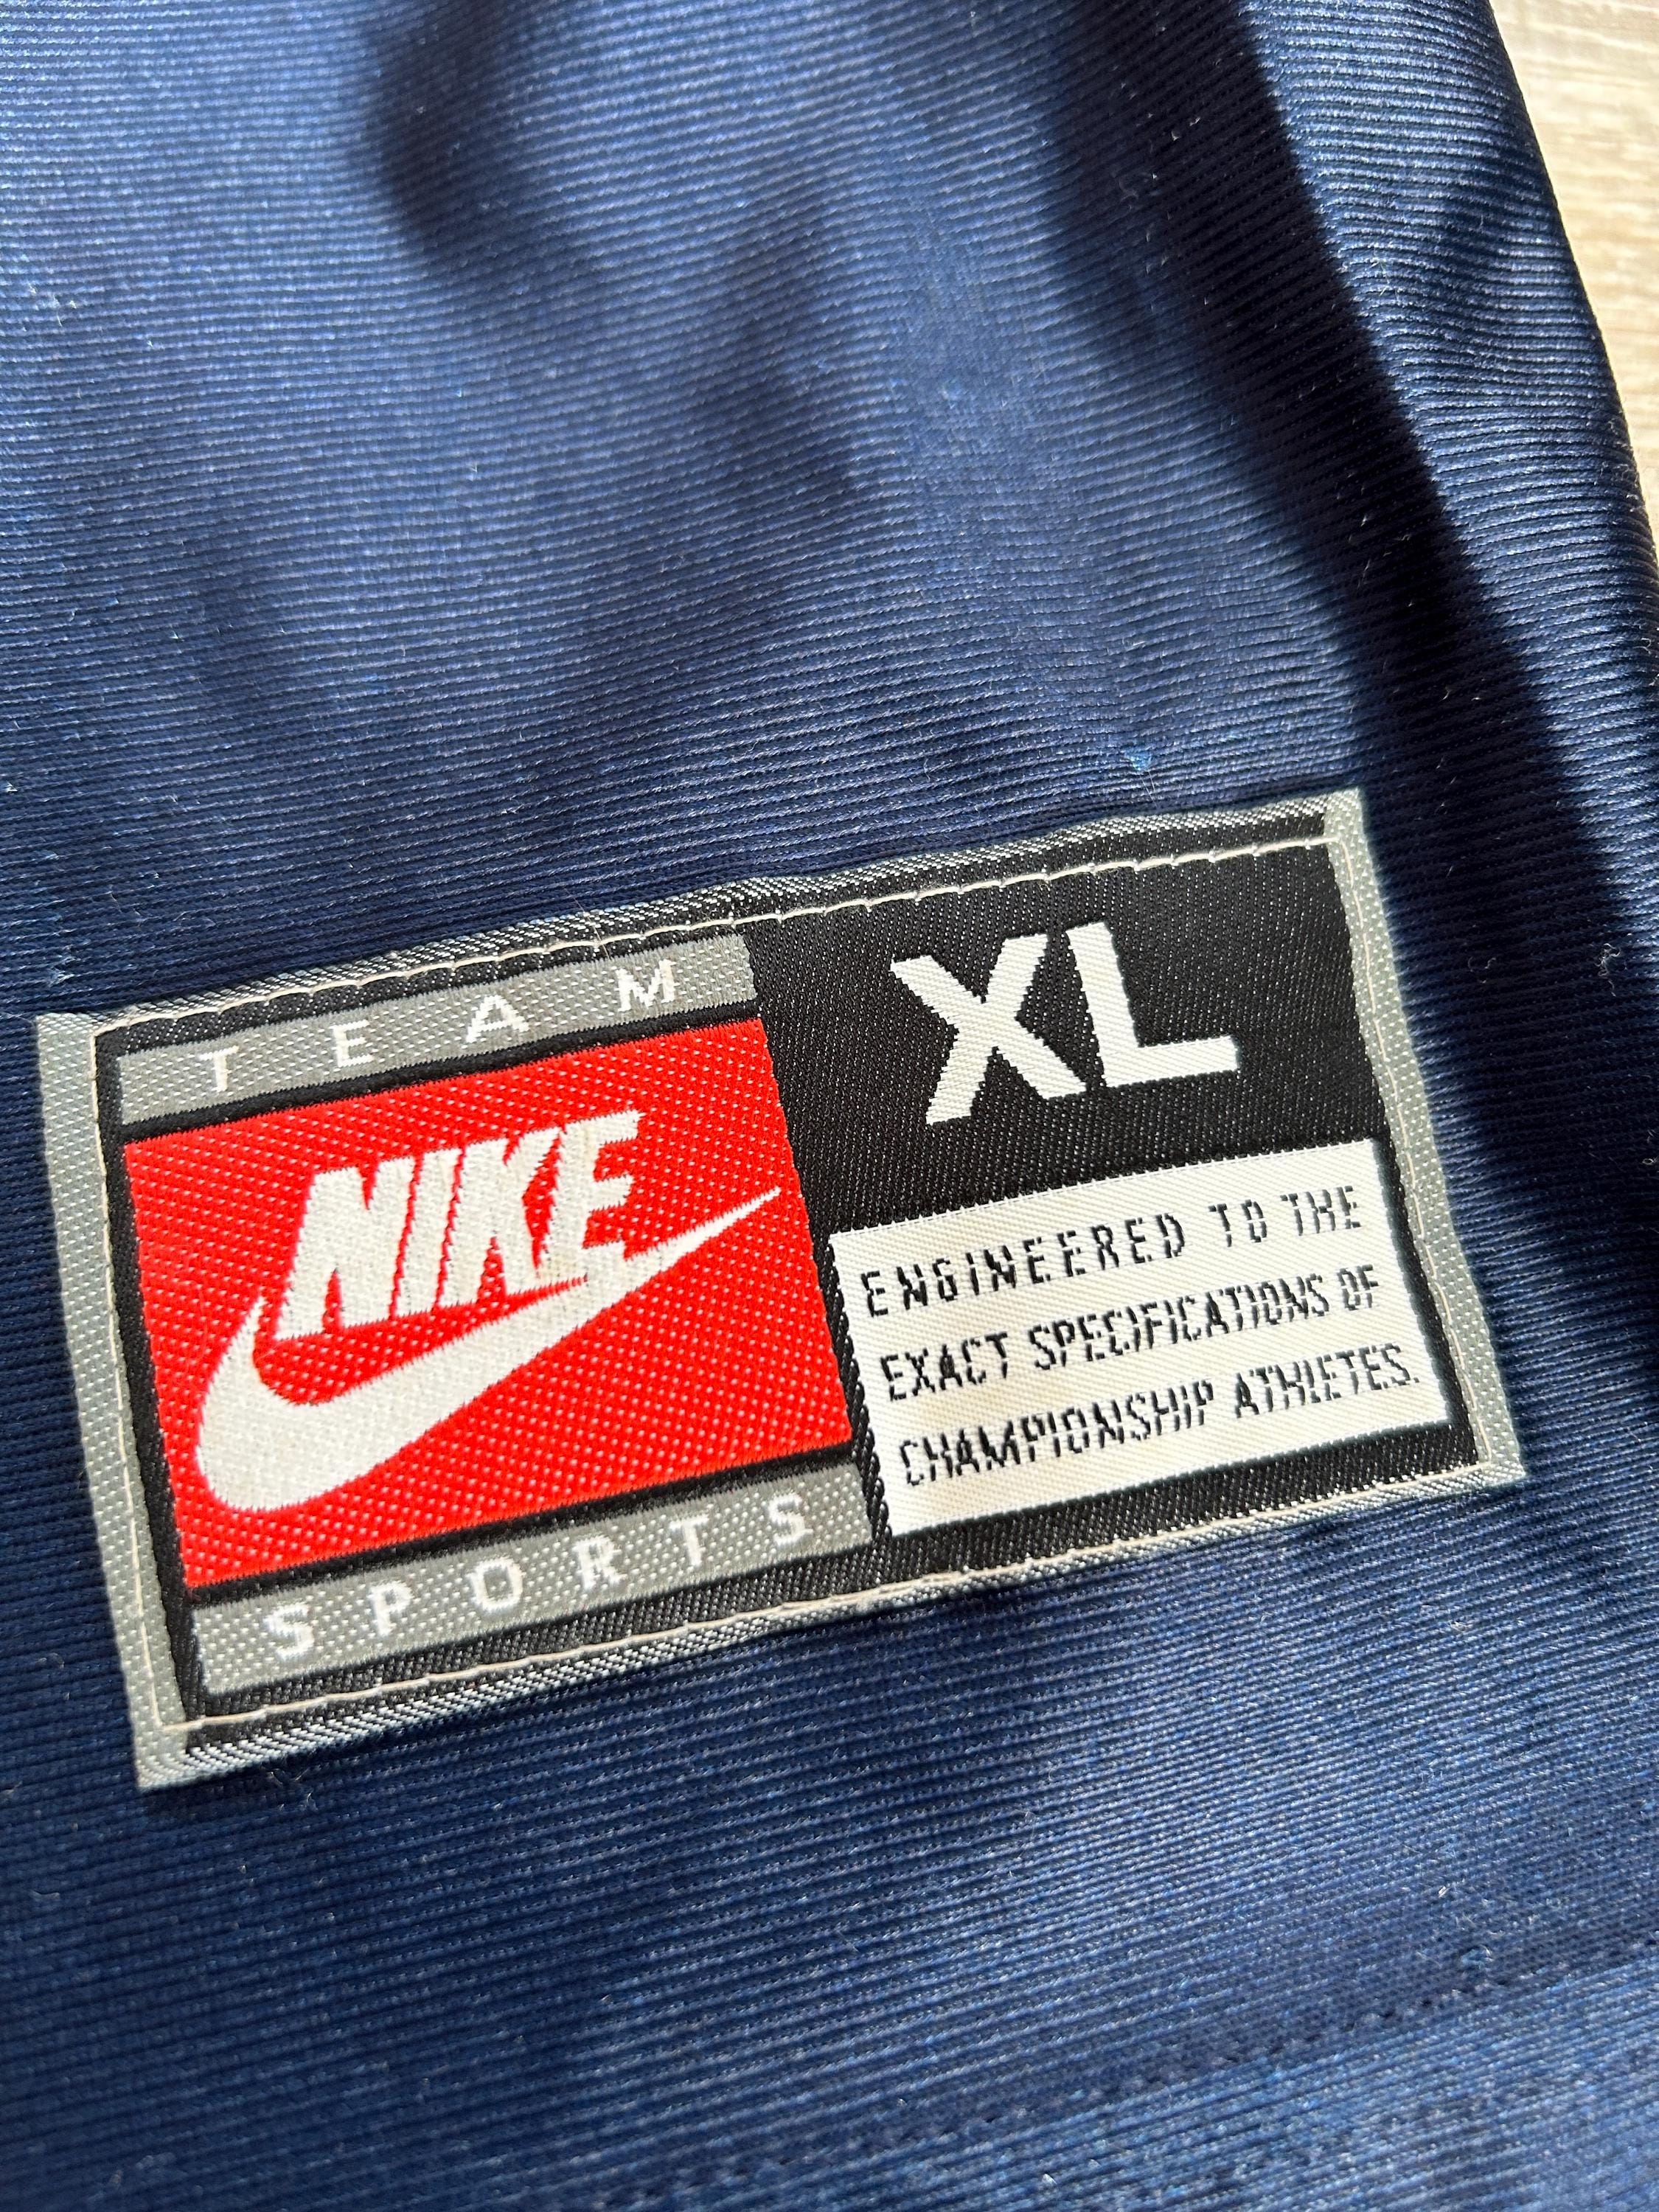 TEAM
NIKE
SPORTS
XL
ENGINEERED TO THE
EXACT SPECIFICATIONS OF
CHAMPIONSHIP ATHLETES.